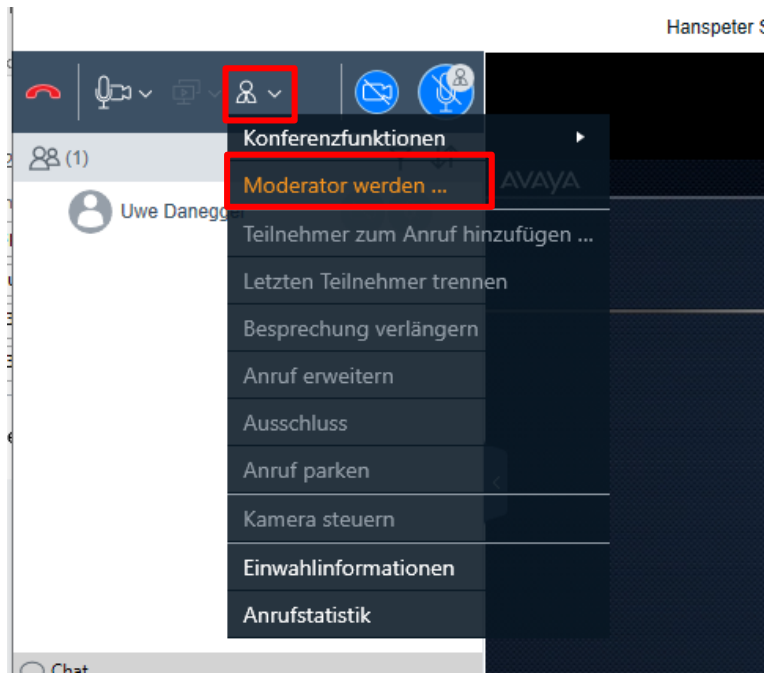 Hanspeter S
Konferenzfunktionen
(1)
Moderator werden ...
AVAYA
Uwe Danegger
Teilnehmer zum Anruf hinzufügen ...
Letzten Teilnehmer trennen
Besprechung verlängern
Anruf erweitern
Ausschluss
Anruf parken
Kamera steuern
Einwahlinformationen
Anrufstatistik
Chat